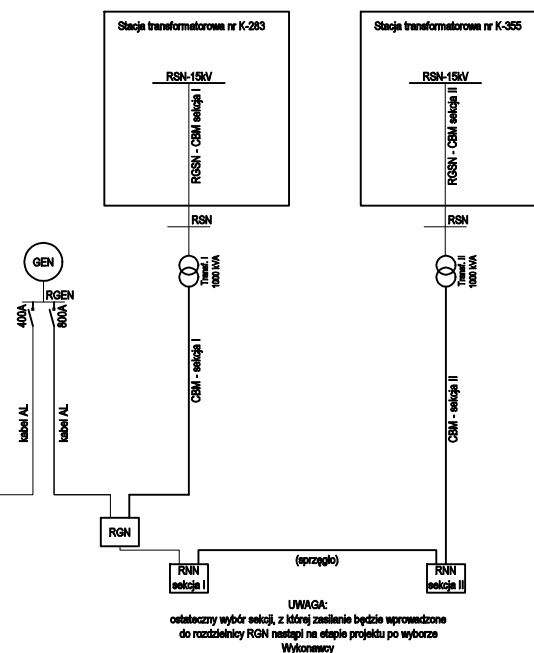 Stacja transformatorowa nr K-283
Stacja transformatorowa nr K-355
RSN-15kV
RSN-15kV
RGSN - CBM sekcja I
RGSN - CBM sekcja II
RSN
RSN
GEN
Transf. I
1000 kVA
Transf. II
1000 kVA
RGEN
400A
800A
CBM - sekcja I
CBM - sekcja II
kabel AL
kabel AL
RGN
(sprzęgło)
RNN
sekcja I
RNN
sekcja II
UWAGA:
ostateczny wybór sekcji, z której zasilanie będzie wprowadzone
do rozdzielnicy RGN nastąpi na etapie projektu po wyborze
Wykonawcy